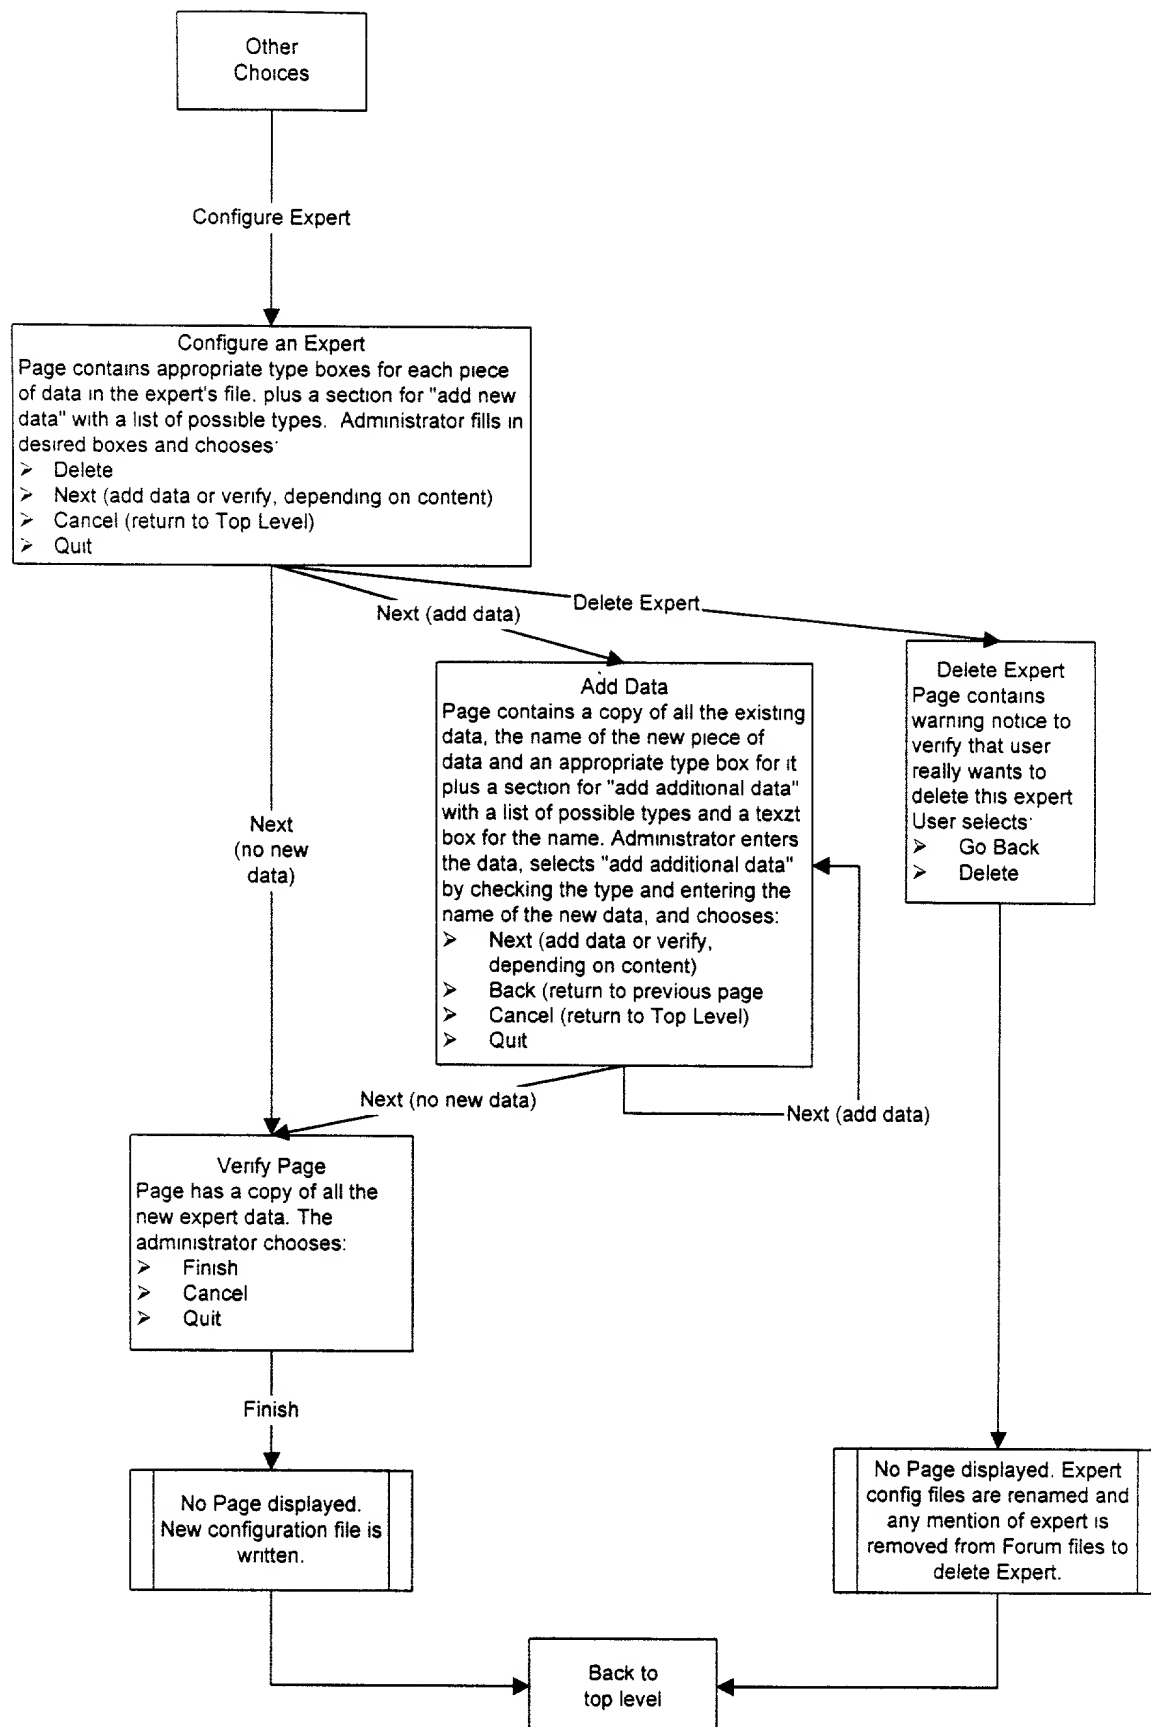 Other
Choices
Configure Expert
Configure an Expert
Page contains appropriate type boxes for each piece
of data in the expert's file. plus a section for "add new
data" with a list of possible types. Administrator fills in
desired boxes and chooses:
➢ Delete
➢ Next (add data or verify, depending on content)
➢ Cancel (return to Top Level)
➢ Quit
Next (add data)
Delete Expert
Next
(no new
data)
Add Data
Page contains a copy of all the existing
data, the name of the new piece of
data and an appropriate type box for it
plus a section for "add additional data"
with a list of possible types and a texzt
box for the name. Administrator enters
the data, selects "add additional data"
by checking the type and entering the
name of the new data, and chooses:
➢ Next (add data or verify,
depending on content)
➢ Back (return to previous page
➢ Cancel (return to Top Level)
➢ Quit
Delete Expert
Page contains
warning notice to
verify that user
really wants to
delete this expert
User selects:
➢ Go Back
➢ Delete
Next (no new data)
Next (add data)
Verify Page
Page has a copy of all the
new expert data. The
administrator chooses:
➢ Finish
➢ Cancel
➢ Quit
Finish
No Page displayed.
New configuration file is
written.
No Page displayed. Expert
config files are renamed and
any mention of expert is
removed from Forum files to
delete Expert.
Back to
top level